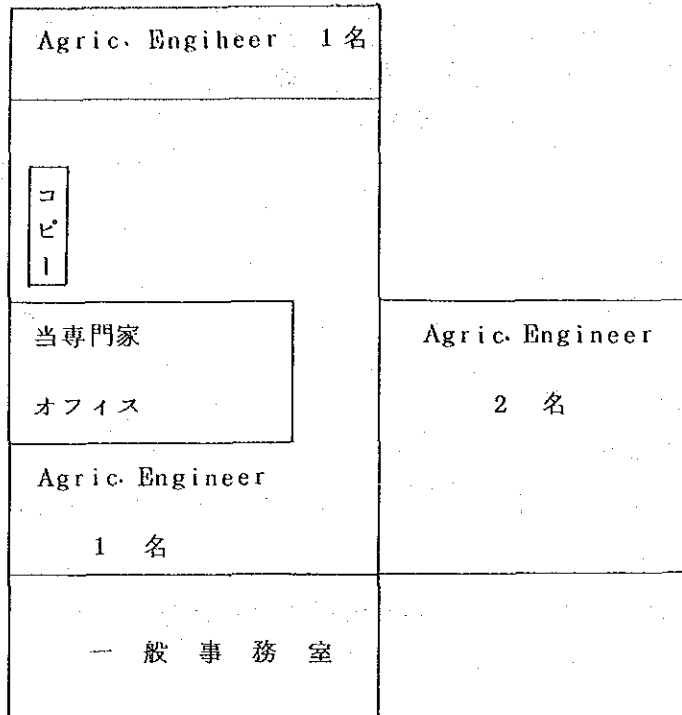 Agric. Engiheer 1名
コピー
当専門家
オフィス
Agric. Engineer
2 名
Agric. Engineer
1 名
一 般 事 務 室